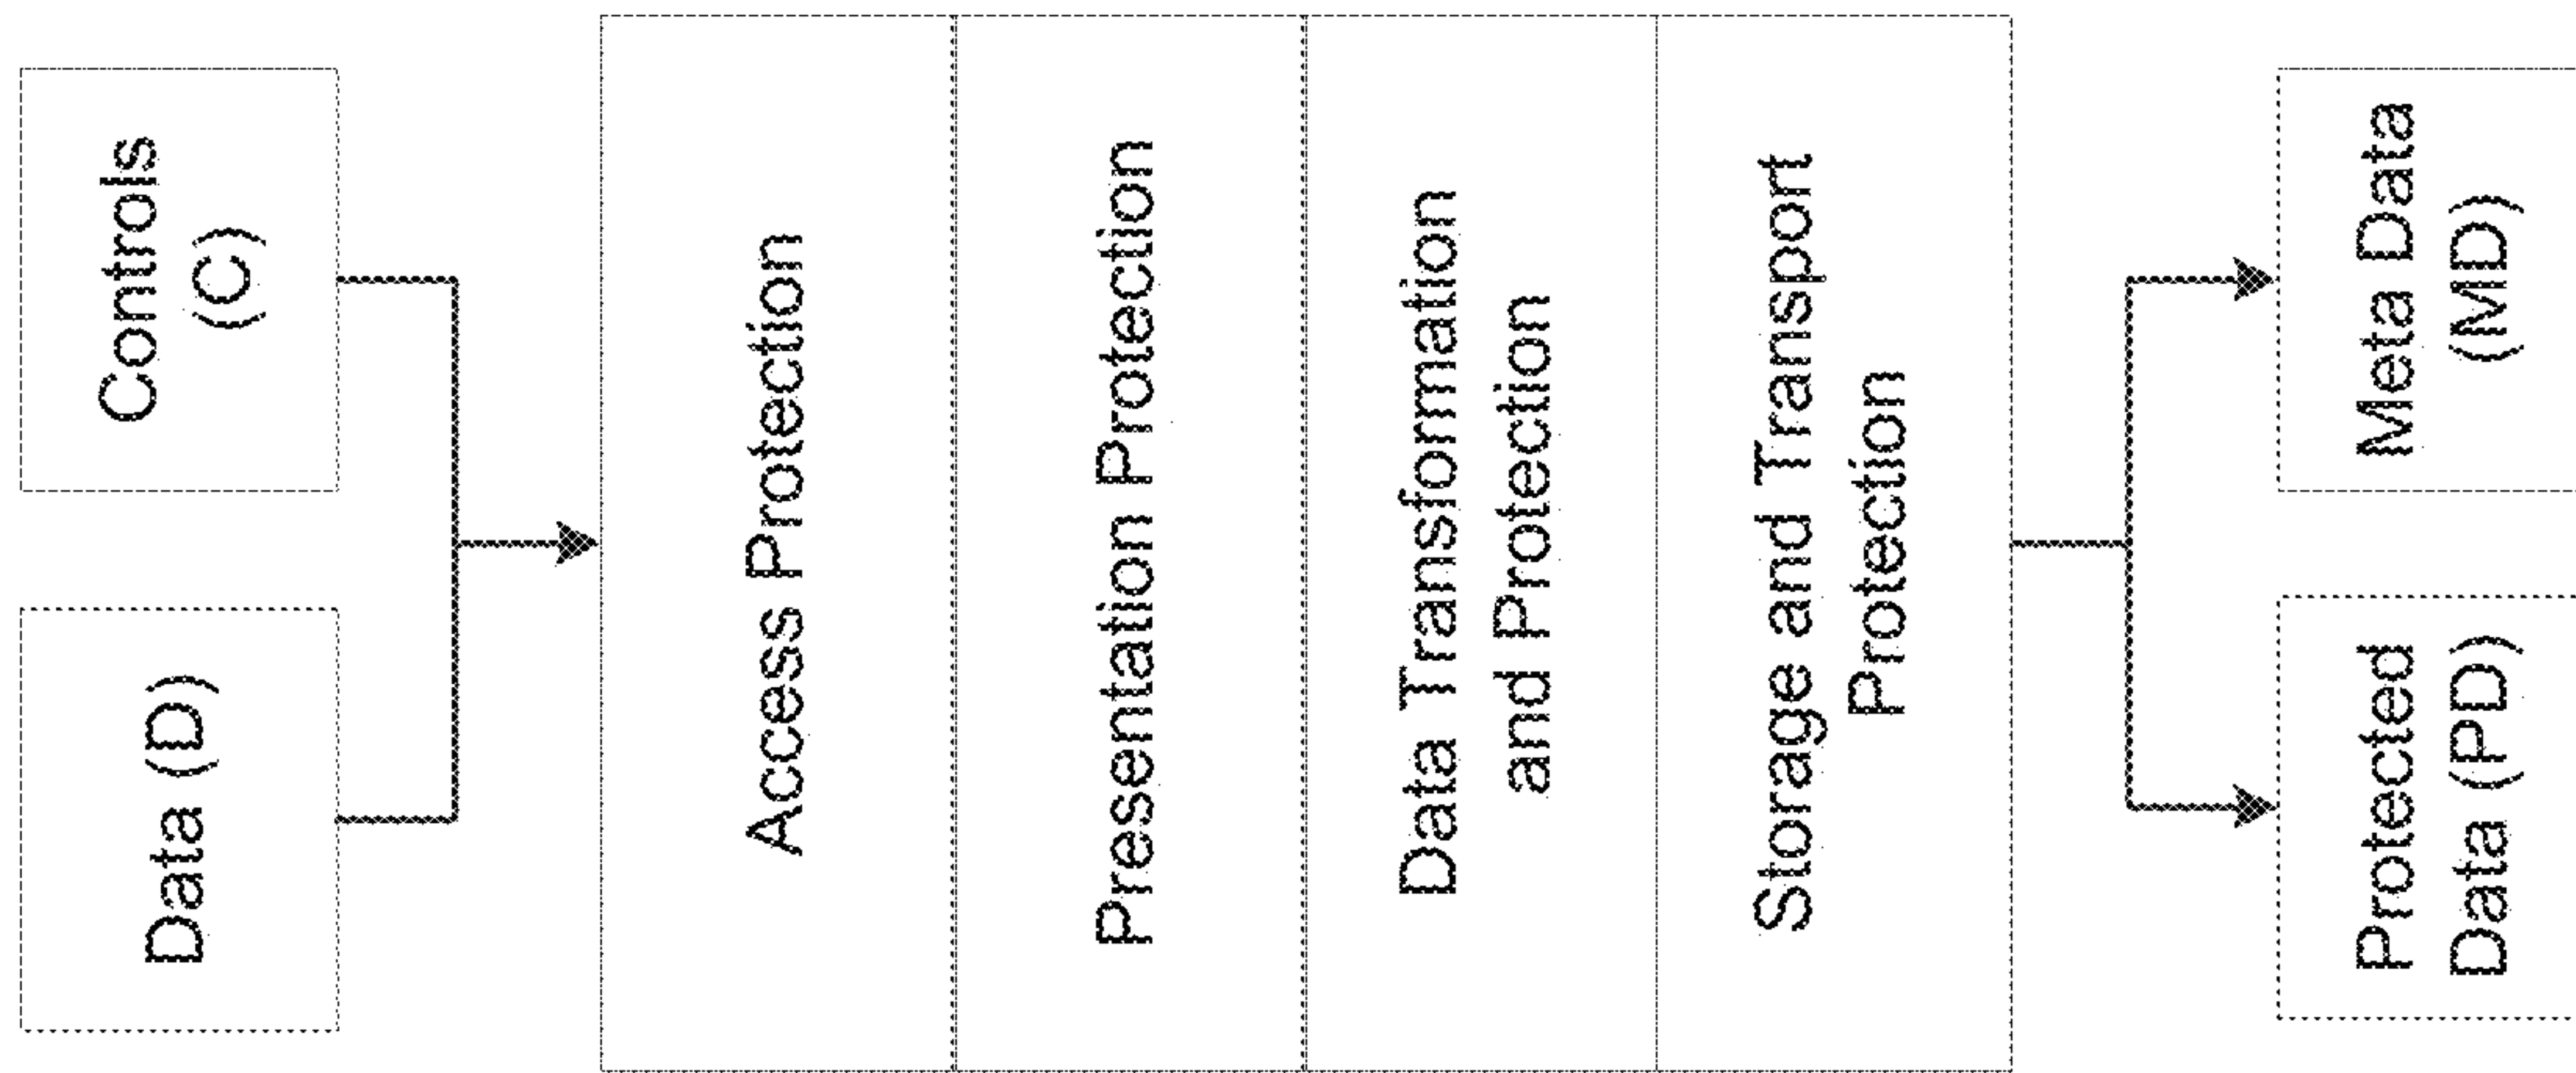 Data (D)
Controls
(C)
Access Protection
Presentation Protection
Data Transformation
and Protection
Storage and Transport
Protection
Protected
Data (PD)
Meta Data
(MD)